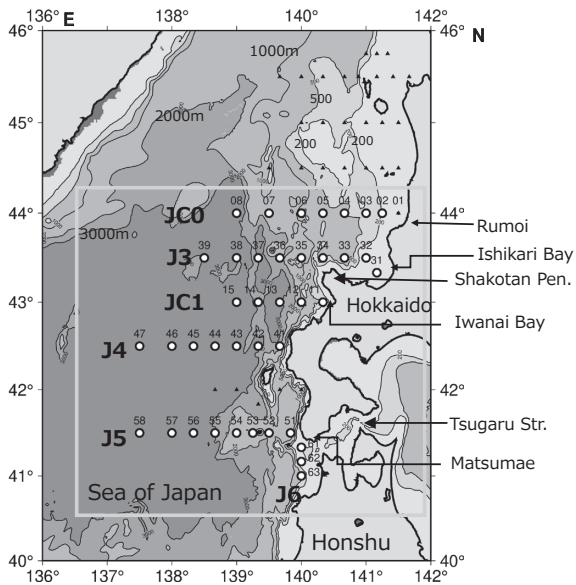 136° E 137° 138° 139° 140° 141° 142°
46° 46° N
1000m
500
2000m
45° 200 200 45°
08 07 06 05 04 03 02 01
44° JC0 44°
Rumoi
3000m
39 38 37 36 35 34 33 32
J3
31
Ishikari Bay
Shakotan Pen.
15 14 13 12 11
43° JC1 43°
Hokkaido
Iwanai Bay
47 46 45 44 43 42 41
J4
42° 42°
58 57 56 55 54 53 52 51
J5
Tsugaru Str.
61
62
Matsumae
41° 63 41°
Sea of Japan J6
Honshu
40° 40°
136° 137° 138° 139° 140° 141° 142°